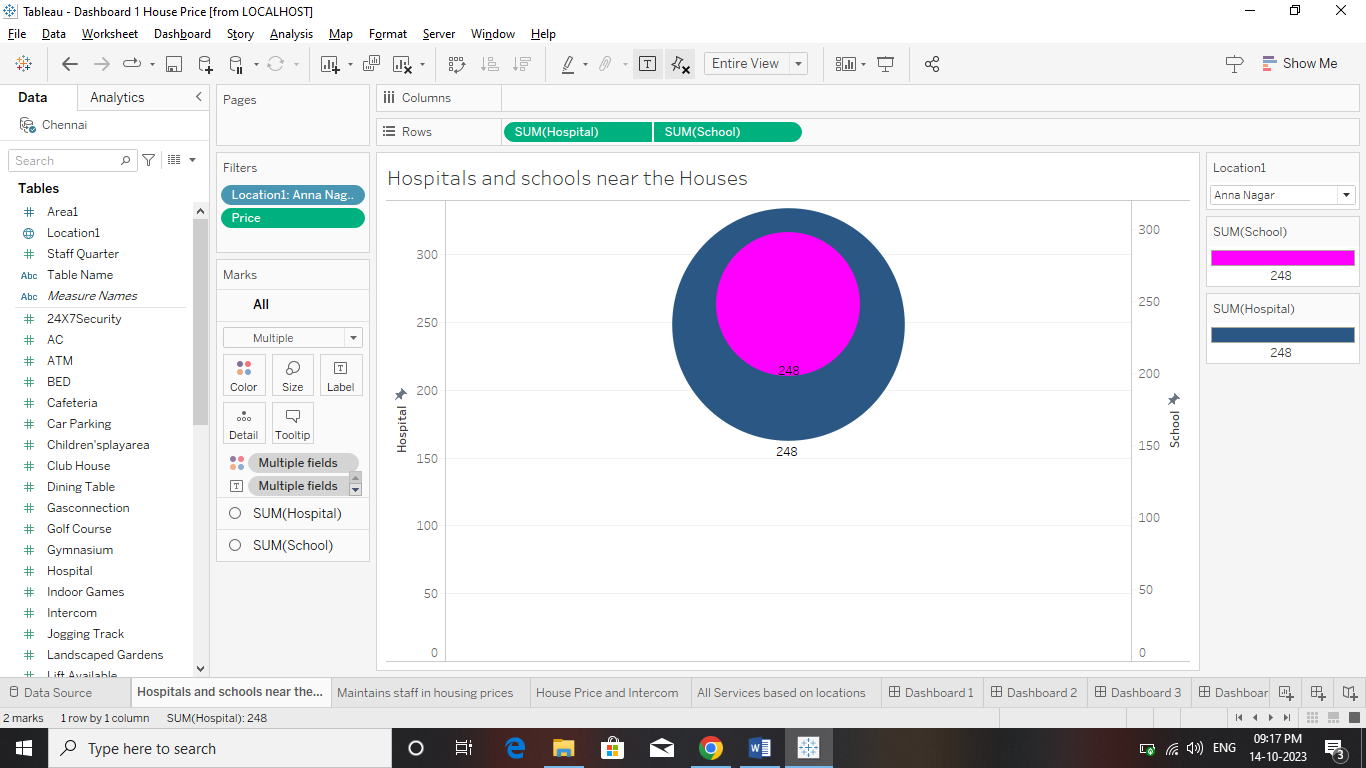 Tableau - Dashboard 1 House Price [from LOCALHOST]
File Data Worksheet Dashboard Story Analysis Map Format Server Window Help
Entire View
Show Me
Data Analytics
Chennai
Search
Tables
Area1
Location1
Staff Quarter
Abc Table Name
Abc Measure Names
24X7Security
AC
ATM
BED
Cafeteria
Car Parking
Children'splayarea
Club House
Dining Table
Gasconnection
Golf Course
Gymnasium
Hospital
Indoor Games
Intercom
Jogging Track
Landscaped Gardens
Lift Available
Pages
Filters
Location1: Anna Nag..
Price
Marks
All
Multiple
Color Size Label
Detail Tooltip
Multiple fields
Multiple fields
SUM(Hospital)
SUM(School)
Columns
Rows SUM(Hospital) SUM(School)
Hospitals and schools near the Houses
Hospital
300
250
200
150
100
50
0
248
248
School
300
250
200
150
100
50
0
Location1
Anna Nagar
SUM(School)
248
SUM(Hospital)
248
Data Source Hospitals and schools near the... Maintains staff in housing prices House Price and Intercom All Services based on locations Dashboard 1 Dashboard 2 Dashboard 3 Dashboar
2 marks 1 row by 1 column SUM(Hospital): 248
Type here to search
ENG
09:17 PM
14-10-2023
3